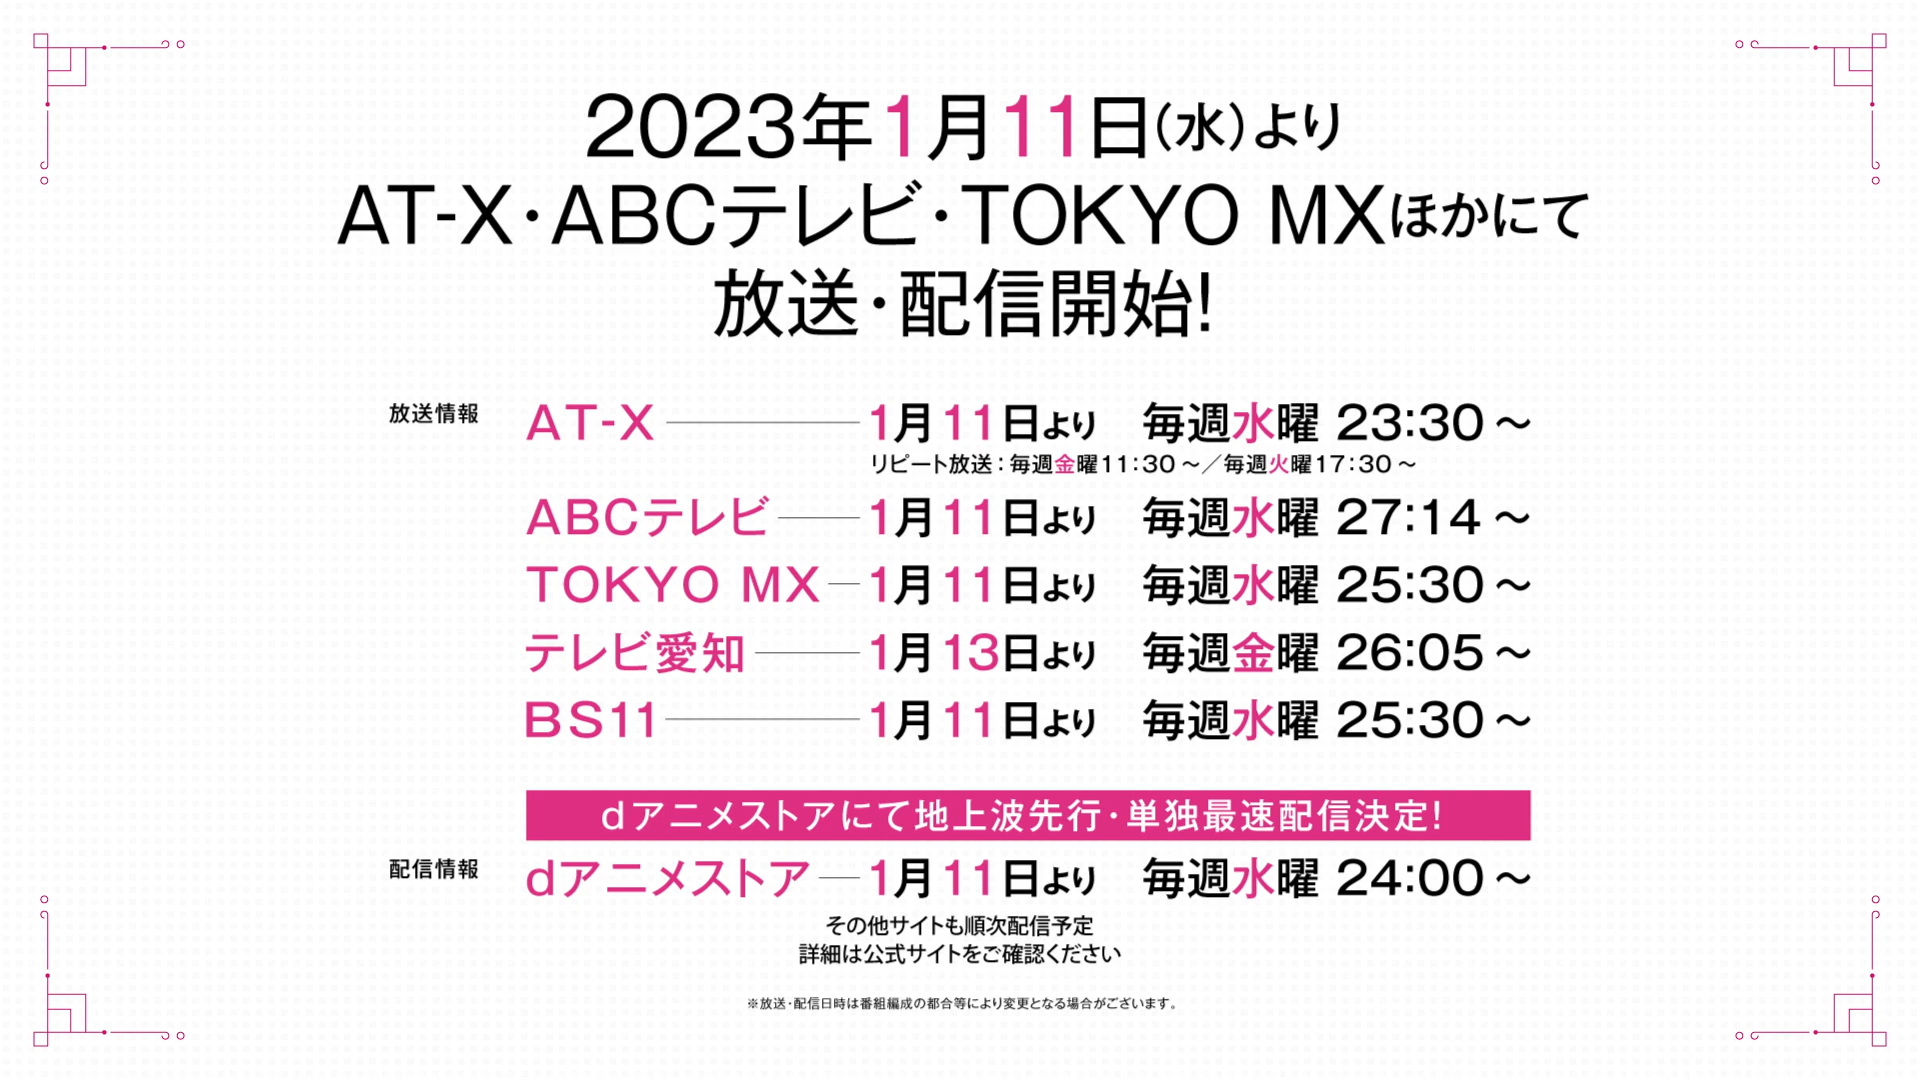 2023年1月11日(水)より
AT-X・ABCテレビ・TOKYO MXほかにて
放送・配信開始!
放送情報 AT-X 1月11日より 毎週水曜 23:30～
リピート放送：毎週金曜11：30～／毎週火曜17：30～
ABCテレビ 1月11日より 毎週水曜 27:14～
TOKYO MX 1月11日より 毎週水曜 25:30～
テレビ愛知 1月13日より 毎週金曜 26:05～
BS11 1月11日より 毎週水曜 25:30～
dアニメストアにて地上波先行・単独最速配信決定!
配信情報 dアニメストア 1月11日より 毎週水曜 24:00～
その他サイトも順次配信予定
詳細は公式サイトをご確認ください
※放送・配信日時は番組編成の都合等により変更となる場合がございます。